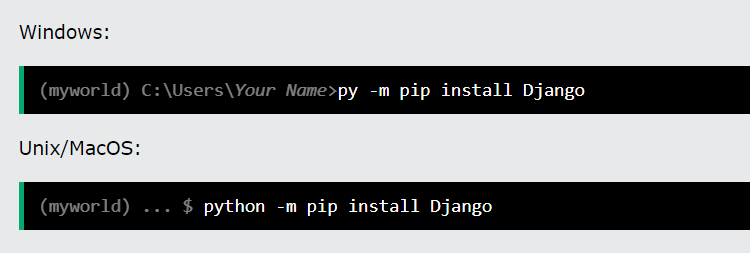 Windows:
(myworld) C:\Users\Your Name>py -m pip install Django
Unix/MacOS:
(myworld) ... $ python -m pip install Django